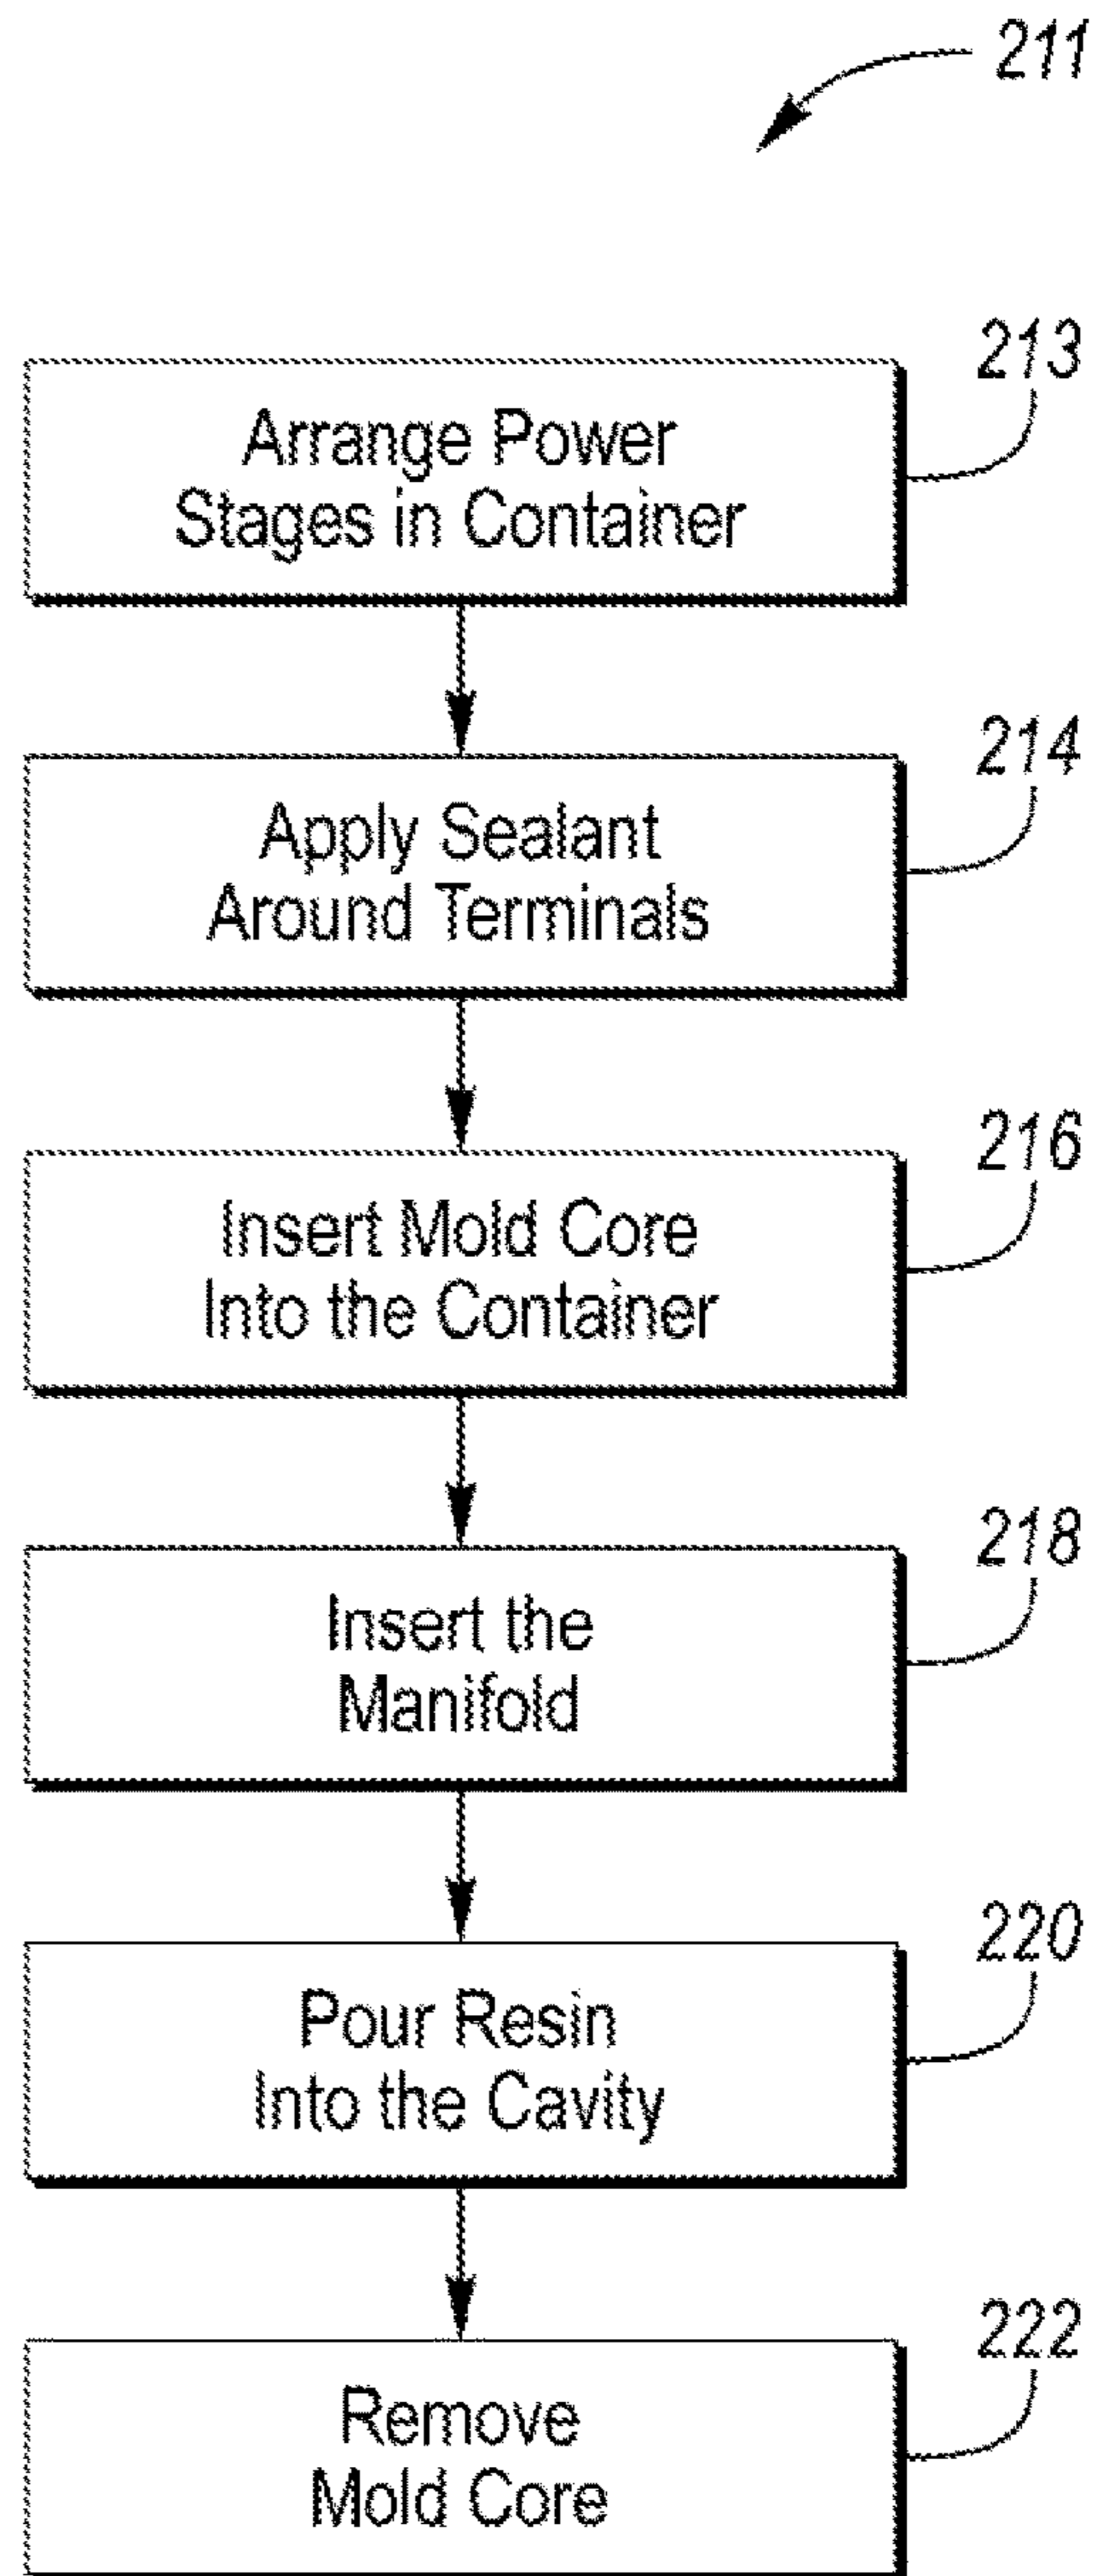 211
213
Arrange Power
Stages in Container
214
Apply Sealant
Around Terminals
216
Insert Mold Core
Into the Container
218
Insert the
Manifold
220
Pour Resin
Into the Cavity
222
Remove
Mold Core